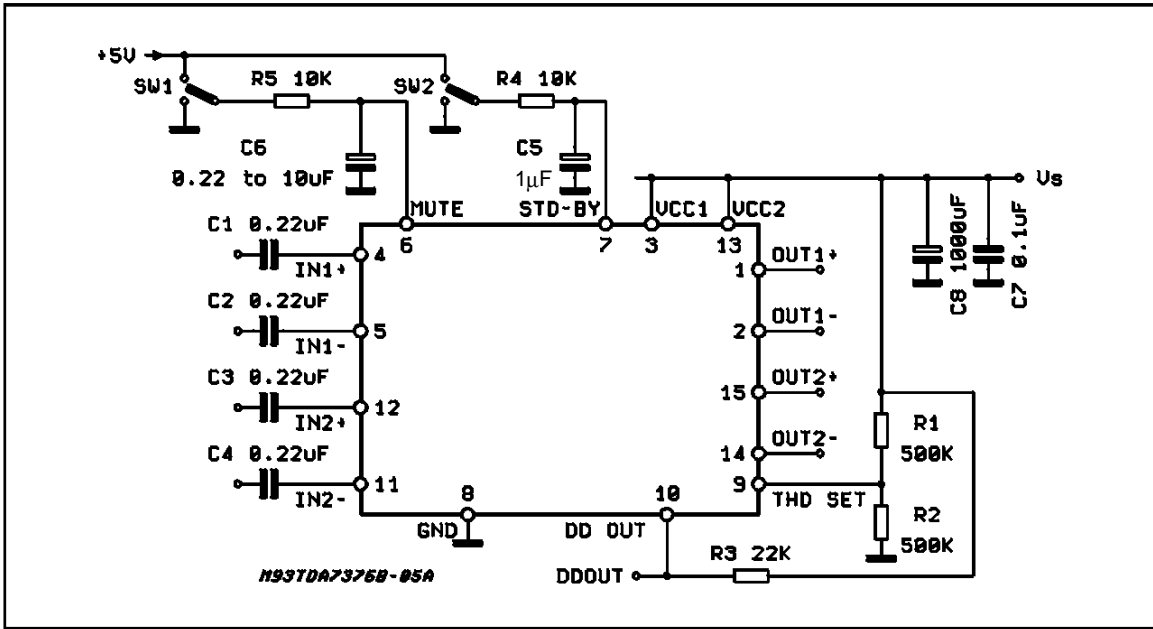 +5V
SW1
R5 10K
SW2
R4 10K
C6
0.22 to 10uF
C5
1μF
Vs
MUTE
STD-BY
VCC1
VCC2
6
7
3
13
C8 1000uF
C7 0.1uF
C1 0.22uF
IN1+
4
1
OUT1+
C2 0.22uF
IN1-
5
2
OUT1-
C3 0.22uF
IN2+
12
15
OUT2+
C4 0.22uF
IN2-
11
14
OUT2-
9
THD SET
R1
500K
R2
500K
8
GND
10
DD OUT
R3 22K
DDOUT
M93TDA7376B-05A